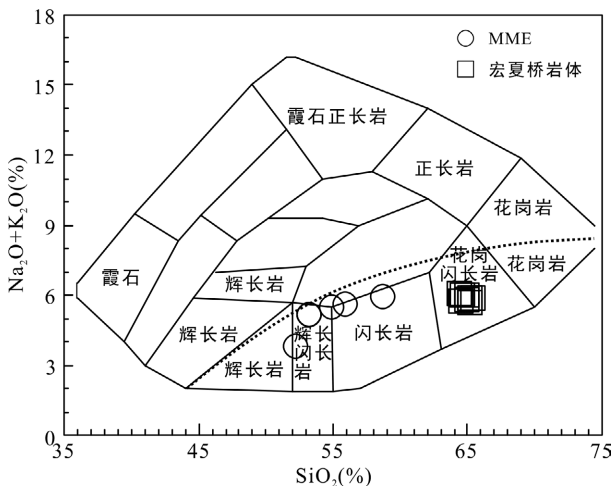 18
MME
宏夏桥岩体
15
霞石正长岩
12
正长岩
花岗岩
9
花岗
闪长岩
花岗岩
霞石
辉长岩
6
辉长岩
辉长岩
辉长
闪长
岩
闪长岩
3
0
35
45
55
65
75
Na₂O+K₂O(%)
SiO₂(%)